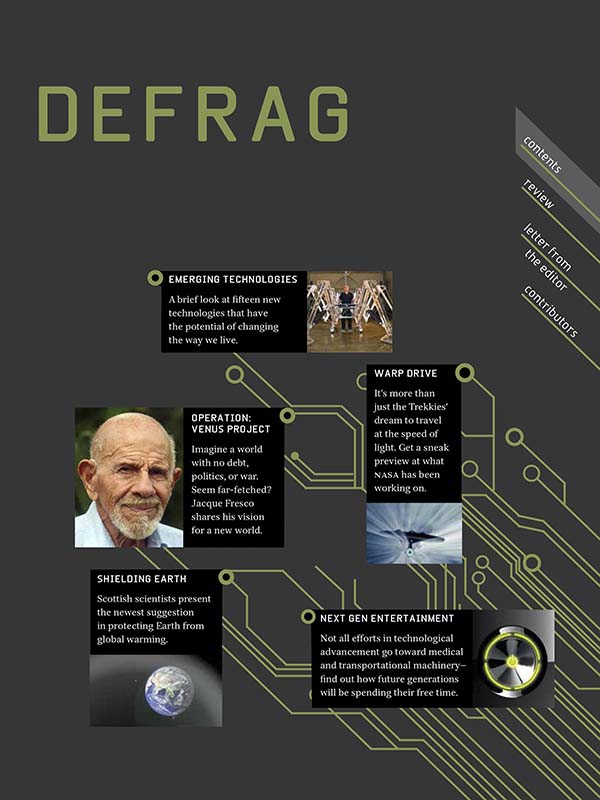 DEFRAG
contents
review
letter from
the editor
contributors
EMERGING TECHNOLOGIES
A brief look at fifteen new
technologies that have
the potential of changing
the way we live.
WARP DRIVE
It's more than
just the Trekkies'
dream to travel
at the speed of
light. Get a sneak
preview at what
NASA has been
working on.
OPERATION:
VENUS PROJECT
Imagine a world
with no debt,
politics, or war.
Seem far-fetched?
Jacque Fresco
shares his vision
for a new world.
SHIELDING EARTH
Scottish scientists present
the newest suggestion
in protecting Earth from
global warming.
NEXT GEN ENTERTAINMENT
Not all efforts in technological
advancement go toward medical
and transportational machinery—
find out how future generations
will be spending their free time.